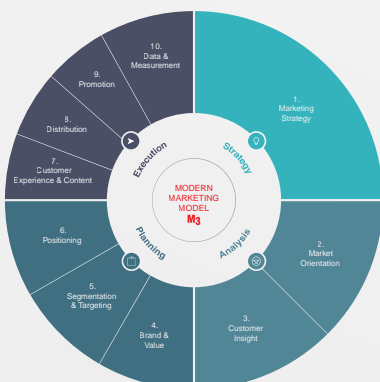 10.
Data &
Measurement
9.
Promotion
8.
Distribution
7.
Customer
Experience & Content
6.
Positioning
5.
Segmentation
& Targeting
4.
Brand &
Value
3.
Customer
Insight
2.
Market
Orientation
1.
Marketing
Strategy
Execution
Strategy
Planning
Analysis
MODERN
MARKETING
MODEL
M3